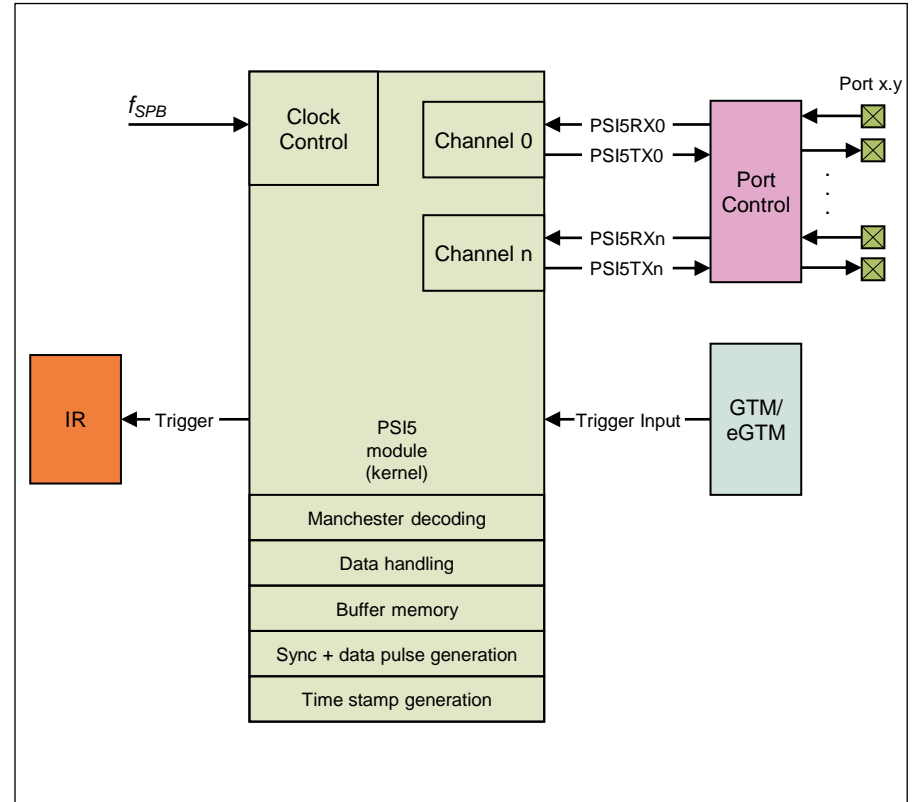 Port x.y
fSPB
Clock
Control
Channel 0
PSI5RX0
PSI5TX0
Port
Control
.
.
.
Channel n
PSI5RXn
PSI5TXn
IR
Trigger
PSI5
module
(kernel)
Trigger Input
GTM/
eGTM
Manchester decoding
Data handling
Buffer memory
Sync + data pulse generation
Time stamp generation